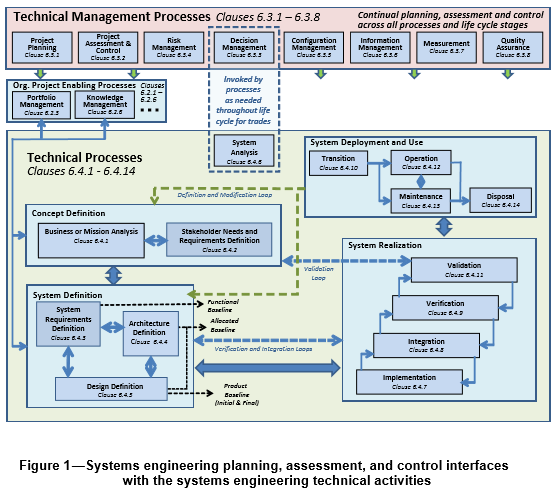 Technical Management Processes Clauses 6.3.1 – 6.3.8
Continual planning, assessment and control
across all processes and life cycle stages
Project
Planning
Clause 6.3.1
Project
Assessment &
Control
Clause 6.3.2
Risk
Management
Clause 6.3.4
Decision
Management
Clause 6.3.3
Configuration
Management
Clause 6.3.5
Information
Management
Clause 6.3.6
Measurement
Clause 6.3.7
Quality
Assurance
Clause 6.3.8
Org. Project Enabling Processes
Clauses
6.2.1 –
6.2.6
Portfolio
Management
Clause 6.2.3
Knowledge
Management
Clause 6.2.6
Invoked by
processes
as needed
throughout life
cycle for trades
System
Analysis
Clause 6.4.6
Technical Processes
Clauses 6.4.1 - 6.4.14
System Deployment and Use
Transition
Clause 6.4.10
Operation
Clause 6.4.12
Maintenance
Clause 6.4.13
Disposal
Clause 6.4.14
Definition and Modification Loop
Concept Definition
Business or Mission Analysis
Clause 6.4.1
Stakeholder Needs and
Requirements Definition
Clause 6.4.2
Validation
Loop
System Realization
Validation
Clause 6.4.11
Verification
Clause 6.4.9
Integration
Clause 6.4.8
Implementation
Clause 6.4.7
System Definition
System
Requirements
Definition
Clause 6.4.3
Architecture
Definition
Clause 6.4.4
Design Definition
Clause 6.4.5
Functional
Baseline
Allocated
Baseline
Verification and Integration Loops
Product
Baseline
(Initial & Final)
Figure 1—Systems engineering planning, assessment, and control interfaces
with the systems engineering technical activities